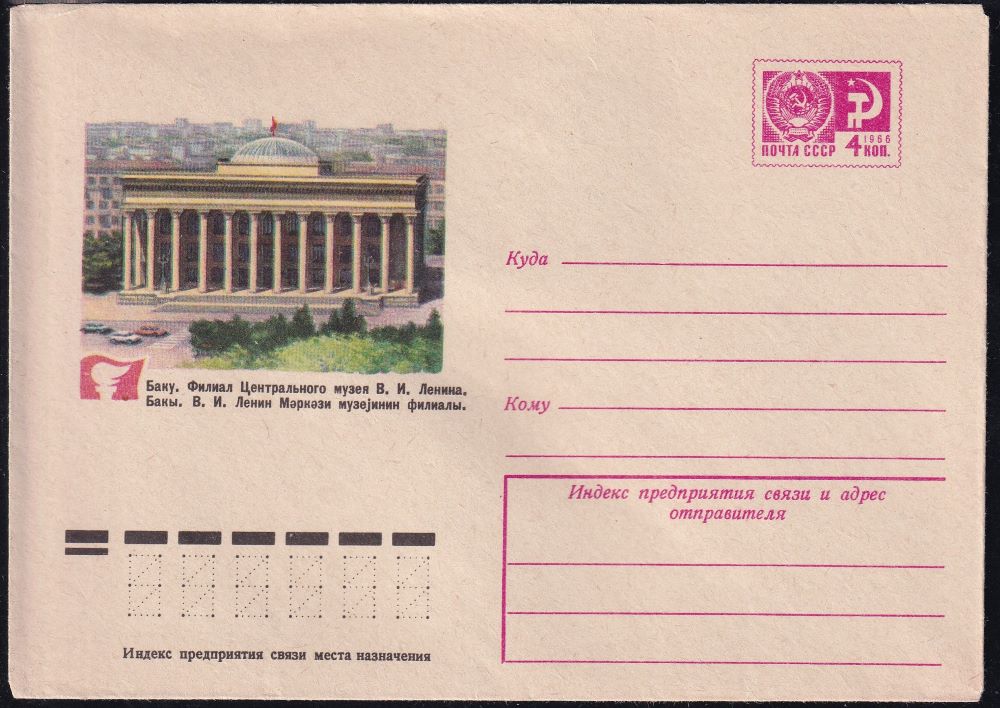 ПОЧТА СССР 4 1966 КОП.
Куда
Баку. Филиал Центрального музея В. И. Ленина.
Бакы. В. И. Ленин Мәркәзи музејинин филиалы.
Кому
Индекс предприятия связи и адрес
отправителя
Индекс предприятия связи места назначения